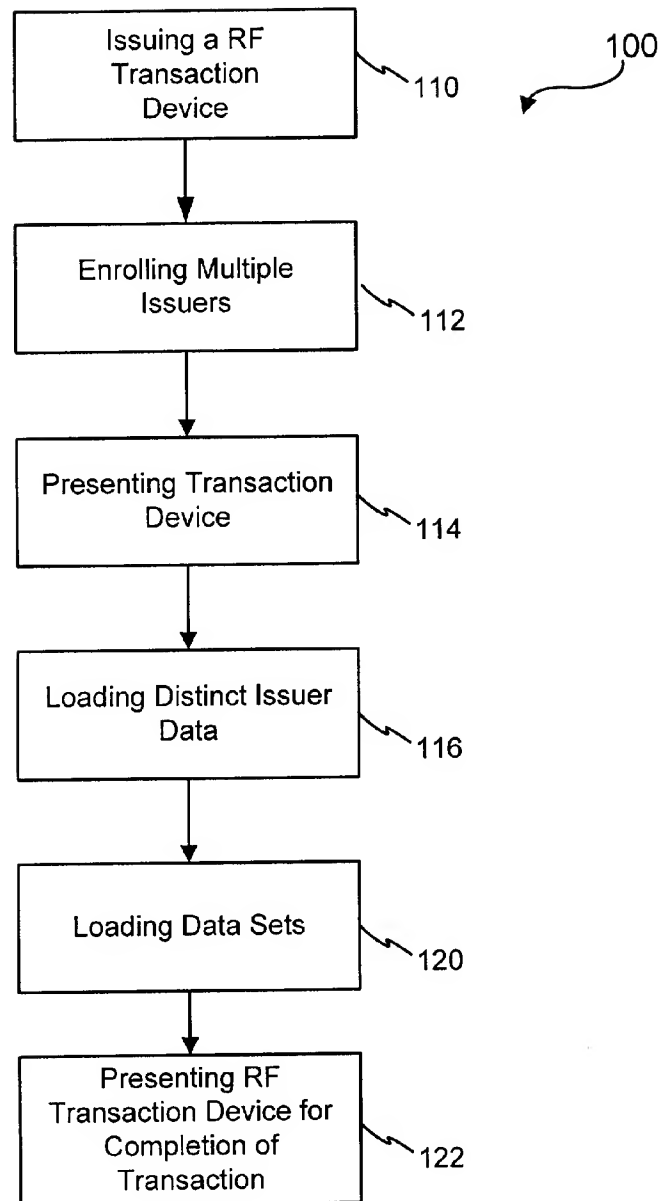 Issuing a RF
Transaction
Device
110
100
Enrolling Multiple
Issuers
112
Presenting Transaction
Device
114
Loading Distinct Issuer
Data
116
Loading Data Sets
120
Presenting RF
Transaction Device for
Completion of
Transaction
122